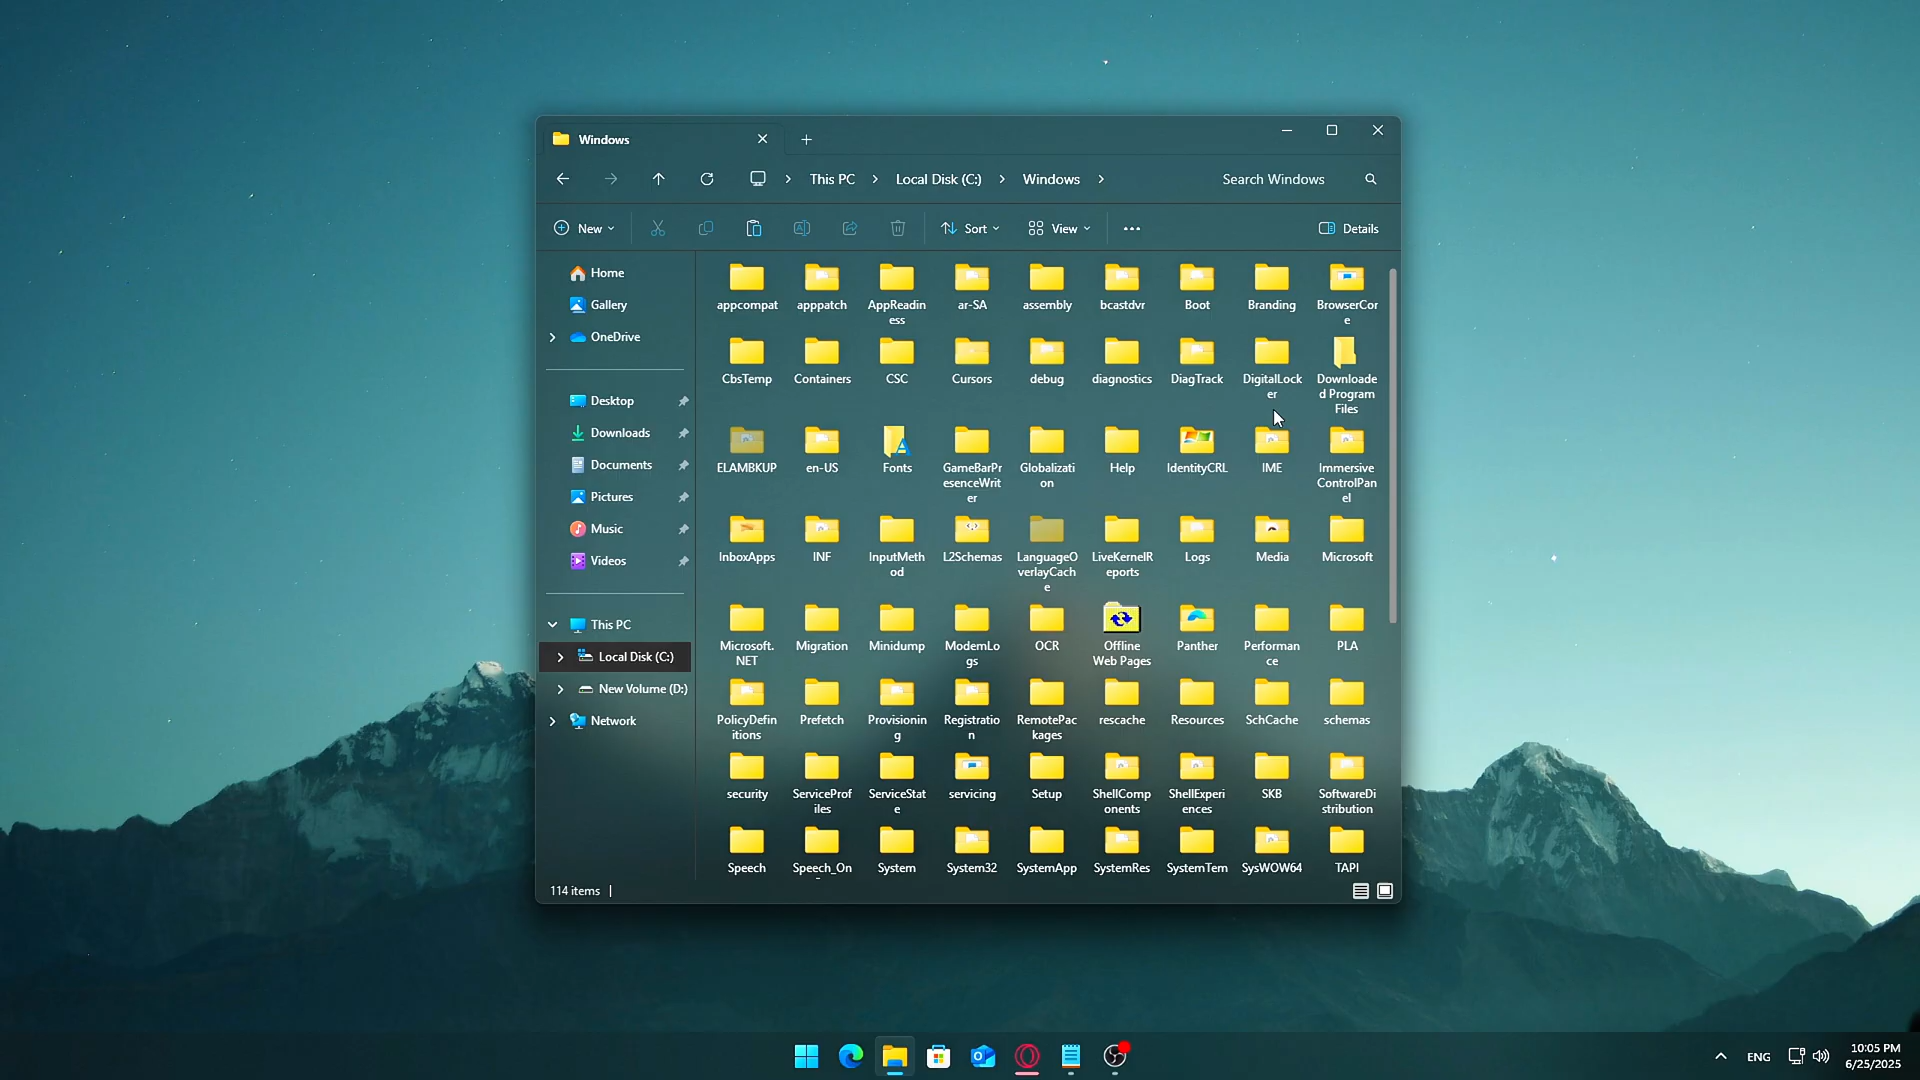 Windows
This PC
Local Disk (C:)
Windows
Search Windows
New
Sort
View
Details
Home
Gallery
OneDrive
Desktop
Downloads
Documents
Pictures
Music
Videos
This PC
Local Disk (C:)
New Volume (D:)
Network
appcompat
apppatch
AppReadin
ess
ar-SA
assembly
bcastdvr
Boot
Branding
BrowserCor
e
CbsTemp
Containers
CSC
Cursors
debug
diagnostics
DiagTrack
DigitalLock
er
Downloade
d Program
Files
ELAMBKUP
en-US
Fonts
GameBarPr
esenceWrit
er
Globalizati
on
Help
IdentityCRL
IME
Immersive
ControlPan
el
InboxApps
INF
InputMeth
od
L2Schemas
LanguageO
verlayCach
e
LiveKernelR
eports
Logs
Media
Microsoft
Microsoft.
NET
Migration
Minidump
ModemLo
gs
OCR
Offline
Web Pages
Panther
Performan
ce
PLA
PolicyDefin
itions
Prefetch
Provisionin
g
Registratio
n
RemotePac
kages
rescache
Resources
SchCache
schemas
security
ServiceProf
iles
ServiceStat
e
servicing
Setup
ShellComp
onents
ShellExperi
ences
SKB
SoftwareDi
stribution
Speech
Speech_On
System
System32
SystemApp
SystemRes
SystemTem
SysWOW64
TAPI
114 items
ENG
10:05 PM
6/25/2025